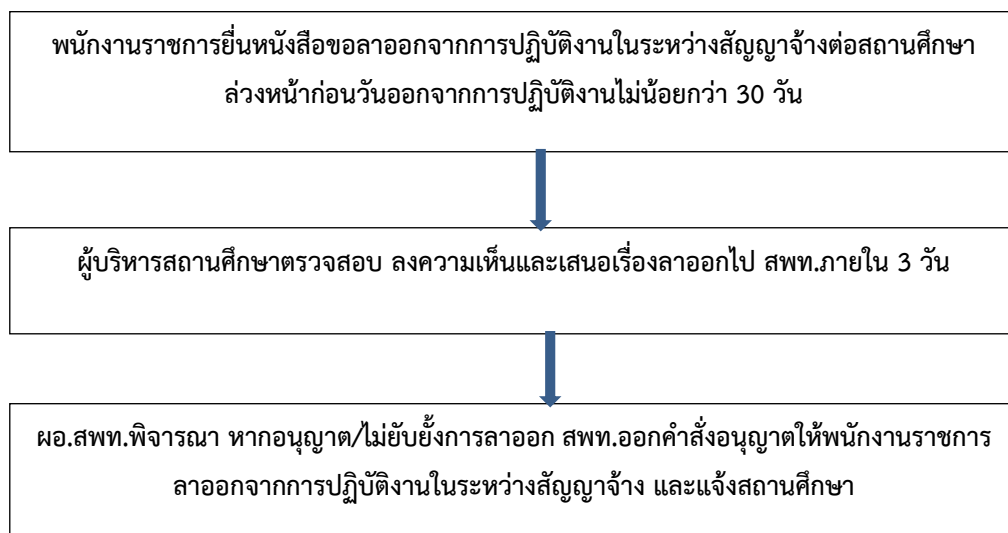 พนักงานราชการยื่นหนังสือขอลาออกจากการปฏิบัติงานในระหว่างสัญญาจ้างต่อสถานศึกษา
ล่วงหน้าก่อนวันออกจากการปฏิบัติงานไม่น้อยกว่า 30 วัน
ผู้บริหารสถานศึกษาตรวจสอบ ลงความเห็นและเสนอเรื่องลาออกไป สพท.ภายใน 3 วัน
ผอ.สพท.พิจารณา หากอนุญาต/ไม่ยับยั้งการลาออก สพท.ออกคำสั่งอนุญาตให้พนักงานราชการ
ลาออกจากการปฏิบัติงานในระหว่างสัญญาจ้าง และแจ้งสถานศึกษา